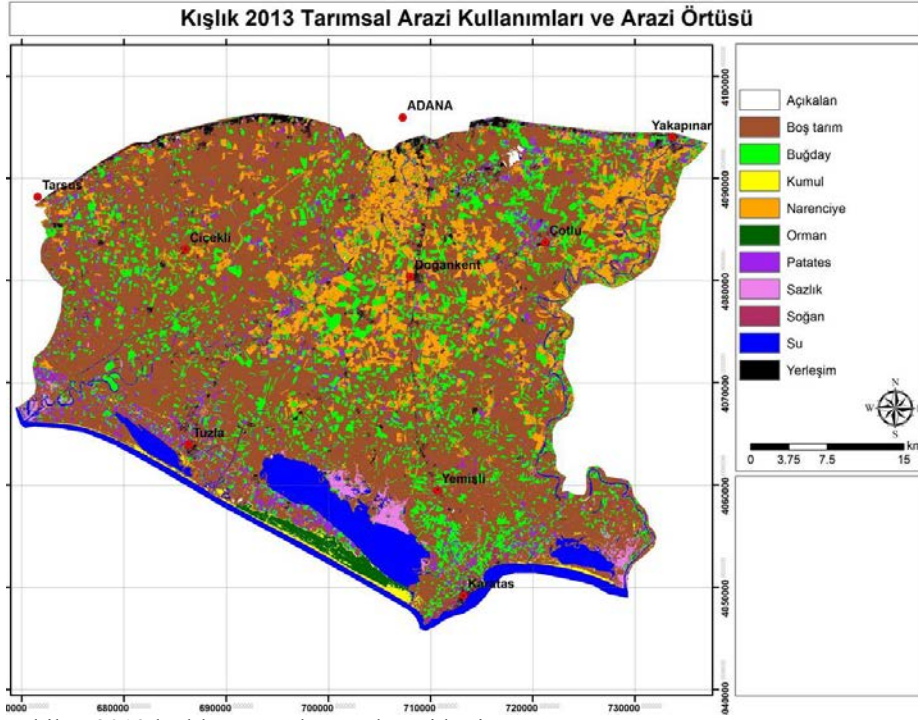 Kışlık 2013 Tarımsal Arazi Kullanımları ve Arazi Örtüsü
ADANA
Yakapınar
Tarsus
Çiçekli
Çotlu
Doğankent
Tuzla
Yemişli
Karataş
4100000
4090000
4080000
4070000
4060000
4050000
680000
690000
700000
710000
720000
730000
Açıkalan
Boş tarım
Buğday
Kumul
Narenciye
Orman
Patates
Sazlık
Soğan
Su
Yerleşim
N
W
S
km
0 3.75 7.5 15